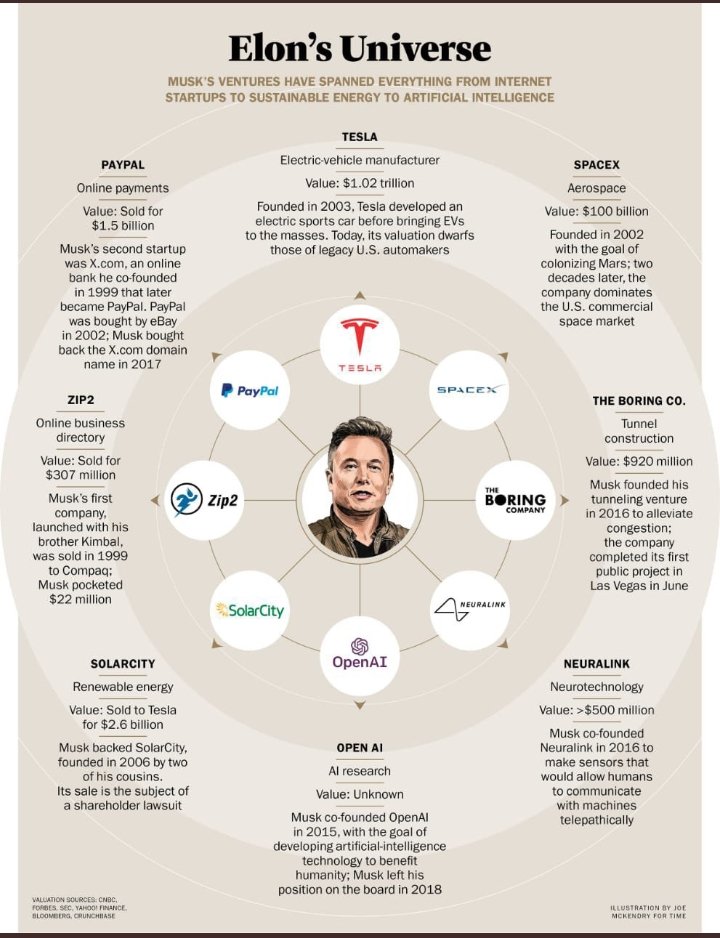 Elon's Universe
MUSK'S VENTURES HAVE SPANNED EVERYTHING FROM INTERNET
STARTUPS TO SUSTAINABLE ENERGY TO ARTIFICIAL INTELLIGENCE
TESLA
Electric-vehicle manufacturer
Value: $1.02 trillion
Founded in 2003, Tesla developed an
electric sports car before bringing EVs
to the masses. Today, its valuation dwarfs
those of legacy U.S. automakers
PAYPAL
Online payments
Value: Sold for
$1.5 billion
Musk's second startup
was X.com, an online
bank he co-founded
in 1999 that later
became PayPal. PayPal
was bought by eBay
in 2002; Musk bought
back the X.com domain
name in 2017
SPACEX
Aerospace
Value: $100 billion
Founded in 2002
with the goal of
colonizing Mars; two
decades later, the
company dominates
the U.S. commercial
space market
ZIP2
Online business
directory
Value: Sold for
$307 million
Musk's first
company,
launched with his
brother Kimbal,
was sold in 1999
to Compaq;
Musk pocketed
$22 million
TESLA
PayPal
SPACEX
Zip2
THE
BORING
COMPANY
SolarCity
NEURALINK
OpenAI
THE BORING CO.
Tunnel
construction
Value: $920 million
Musk founded his
tunneling venture
in 2016 to alleviate
congestion;
the company
completed its first
public project in
Las Vegas in June
SOLARCITY
Renewable energy
Value: Sold to Tesla
for $2.6 billion
Musk backed SolarCity,
founded in 2006 by two
of his cousins.
Its sale is the subject of
a shareholder lawsuit
OPEN AI
AI research
Value: Unknown
Musk co-founded OpenAI
in 2015, with the goal of
developing artificial-intelligence
technology to benefit
humanity; Musk left his
position on the board in 2018
NEURALINK
Neurotechnology
Value: >$500 million
Musk co-founded
Neuralink in 2016 to
make sensors that
would allow humans
to communicate
with machines
telepathically
VALUATION SOURCES: CNBC,
FORBES, SEC, YAHOO! FINANCE,
BLOOMBERG, CRUNCHBASE
ILLUSTRATION BY JOE
MCKENDRY FOR TIME